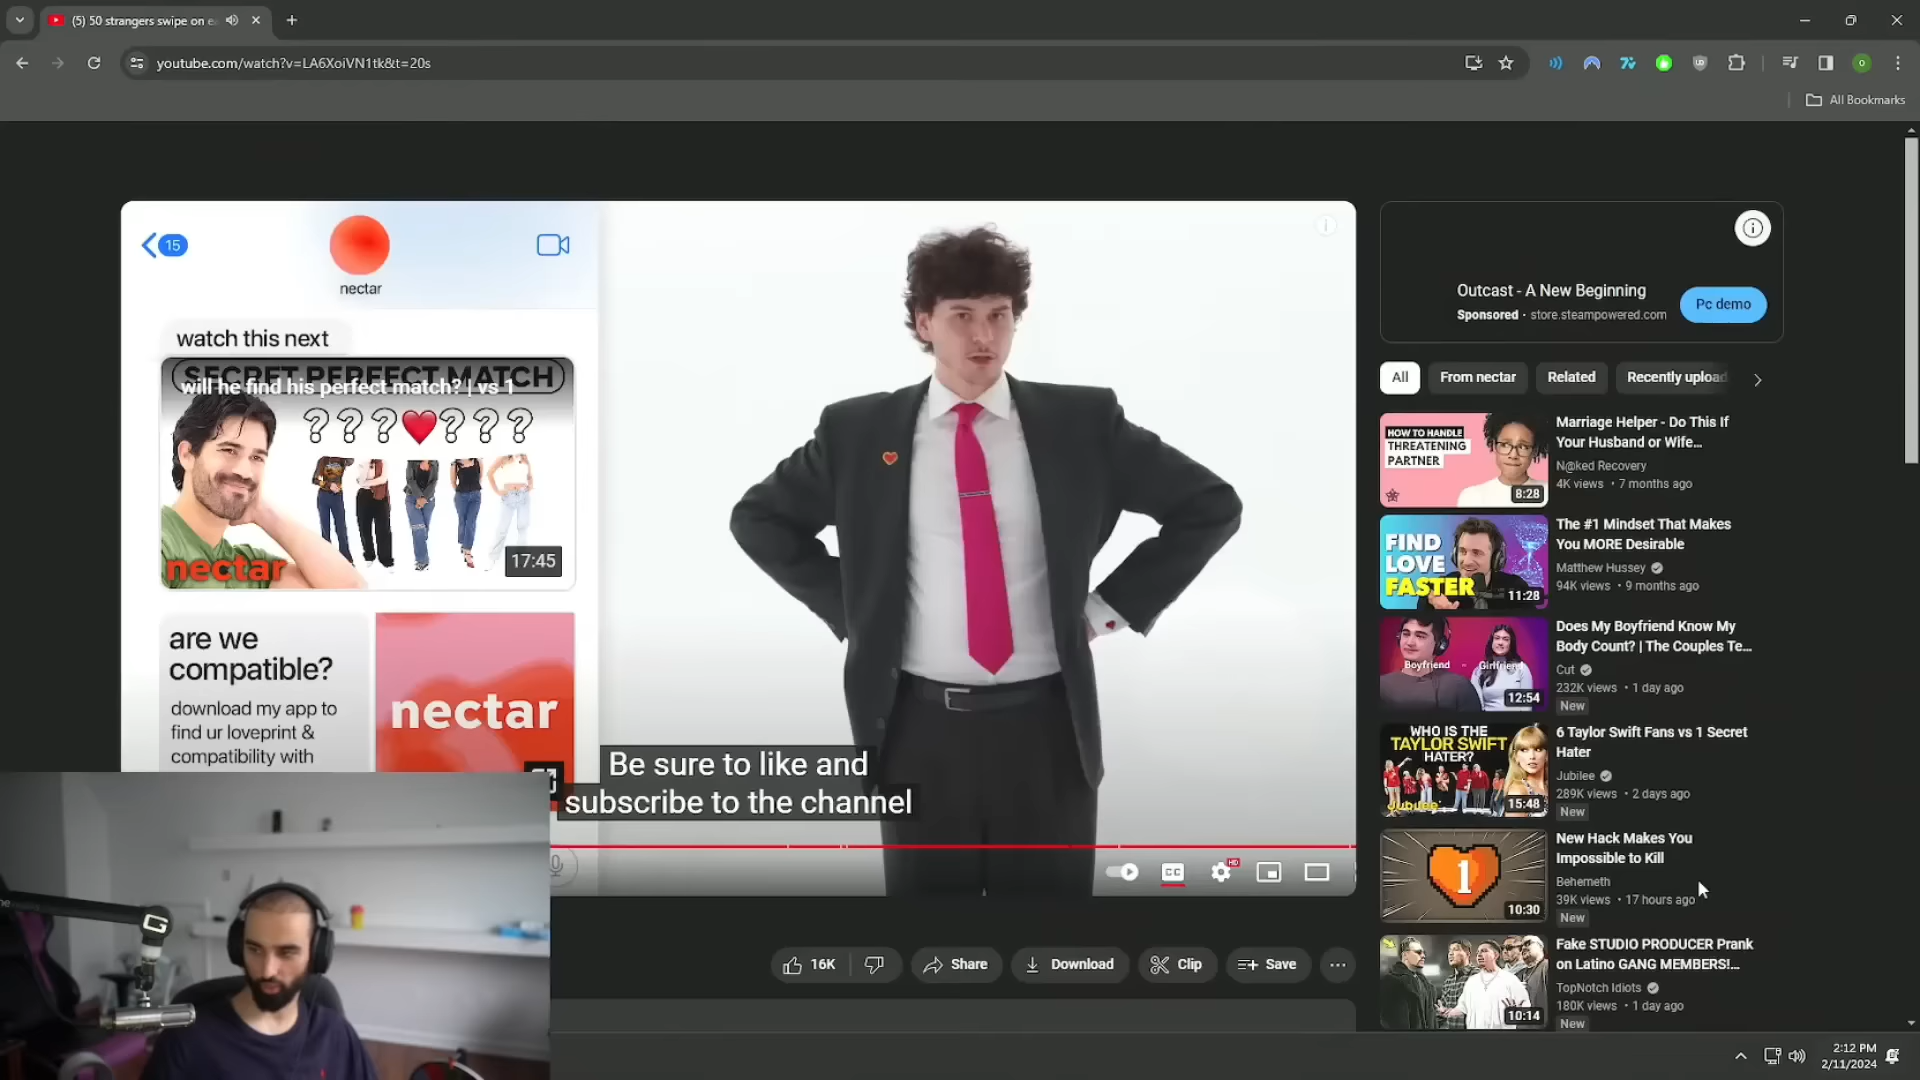 (5) 50 strangers swipe on ea
youtube.com/watch?v=LA6XoiVN1tk&t=20s
All Bookmarks
15
nectar
watch this next
SECRET PERFECT MATCH
will he find his perfect match? | vs 1
nectar
17:45
are we
compatible?
download my app to
find ur loveprint &
compatibility with
nectar
Be sure to like and
subscribe to the channel
CC
HD
16K
Share
Download
Clip
Save
G
Outcast - A New Beginning
Sponsored · store.steampowered.com
Pc demo
All
From nectar
Related
Recently upload
HOW TO HANDLE
THREATENING
PARTNER
8:28
Marriage Helper - Do This If
Your Husband or Wife...
N@ked Recovery
4K views • 7 months ago
FIND
LOVE
FASTER
11:28
The #1 Mindset That Makes
You MORE Desirable
Matthew Hussey
94K views • 9 months ago
Boyfriend - Girlfriend
12:54
Does My Boyfriend Know My
Body Count? | The Couples Te...
Cut
232K views • 1 day ago
New
WHO IS THE
TAYLOR SWIFT
HATER?
Jubilee
15:48
6 Taylor Swift Fans vs 1 Secret
Hater
Jubilee
289K views • 2 days ago
New
1
10:30
New Hack Makes You
Impossible to Kill
Behemeth
39K views • 17 hours ago
New
10:14
Fake STUDIO PRODUCER Prank
on Latino GANG MEMBERS!...
TopNotch Idiots
180K views • 1 day ago
New
2:12 PM
2/11/2024